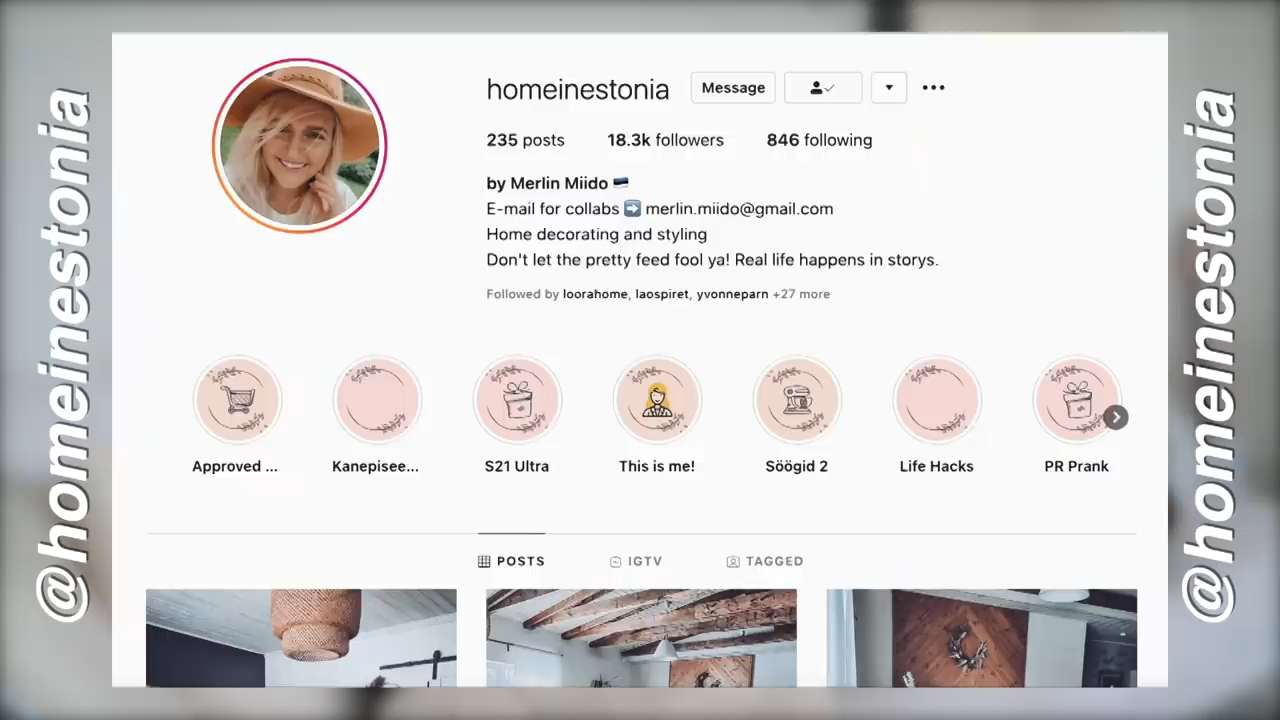 @homeinestonia
homeinestonia Message
235 posts 18.3k followers 846 following
by Merlin Miido
E-mail for collabs ➡️ merlin.miido@gmail.com
Home decorating and styling
Don't let the pretty feed fool ya! Real life happens in storys.
Followed by loorahome, laospiret, yvonneparn +27 more
Approved ... Kanepisee... S21 Ultra This is me! Söögid 2 Life Hacks PR Prank
POSTS IGTV TAGGED
@homeinestonia